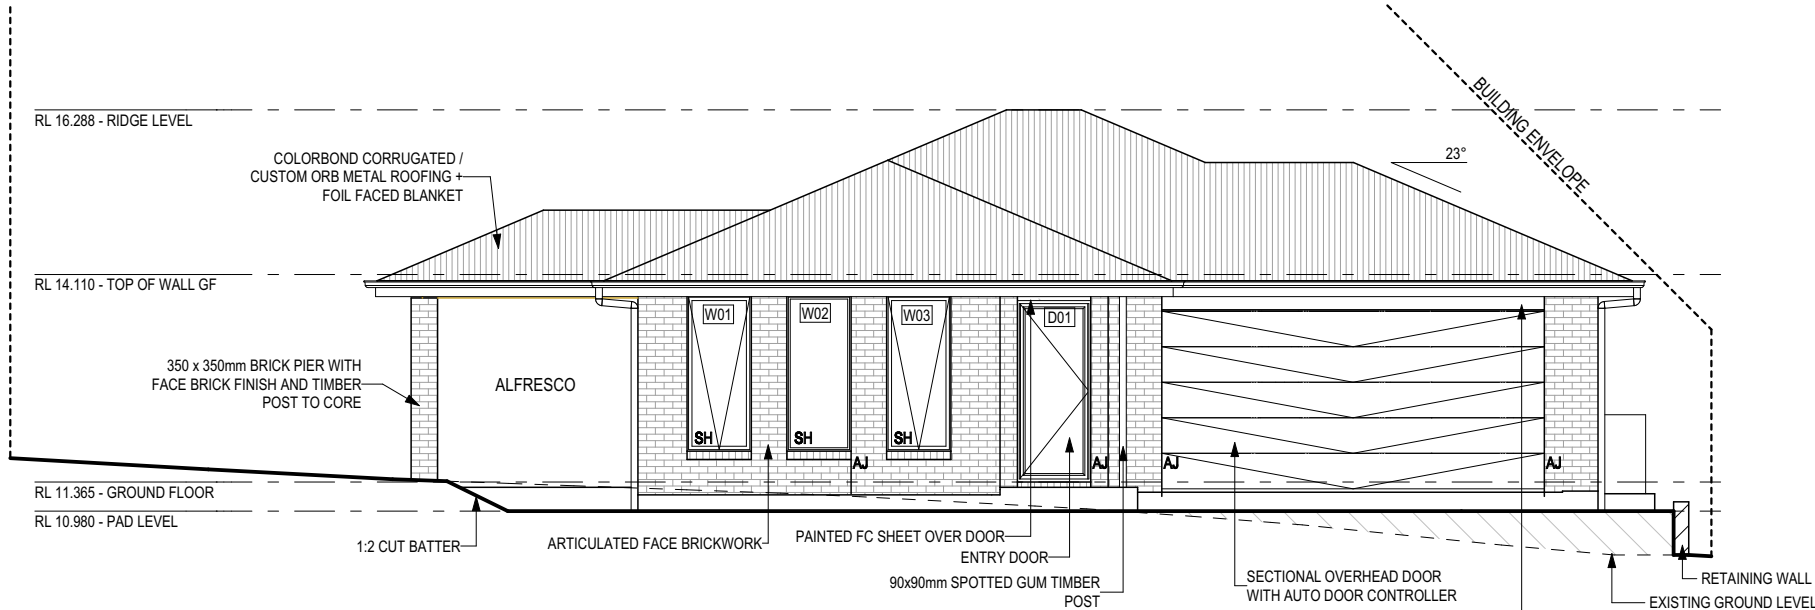 BUILDING ENVELOPE
RL 16.288 - RIDGE LEVEL
COLORBOND CORRUGATED /
CUSTOM ORB METAL ROOFING +
FOIL FACED BLANKET
23°
RL 14.110 - TOP OF WALL GF
W01
W02
W03
D01
350 x 350mm BRICK PIER WITH
FACE BRICK FINISH AND TIMBER
POST TO CORE
ALFRESCO
SH
SH
SH
AJ
AJ
AJ
AJ
RL 11.365 - GROUND FLOOR
RL 10.980 - PAD LEVEL
1:2 CUT BATTER
ARTICULATED FACE BRICKWORK
PAINTED FC SHEET OVER DOOR
ENTRY DOOR
90x90mm SPOTTED GUM TIMBER
POST
SECTIONAL OVERHEAD DOOR
WITH AUTO DOOR CONTROLLER
RETAINING WALL
EXISTING GROUND LEVEL